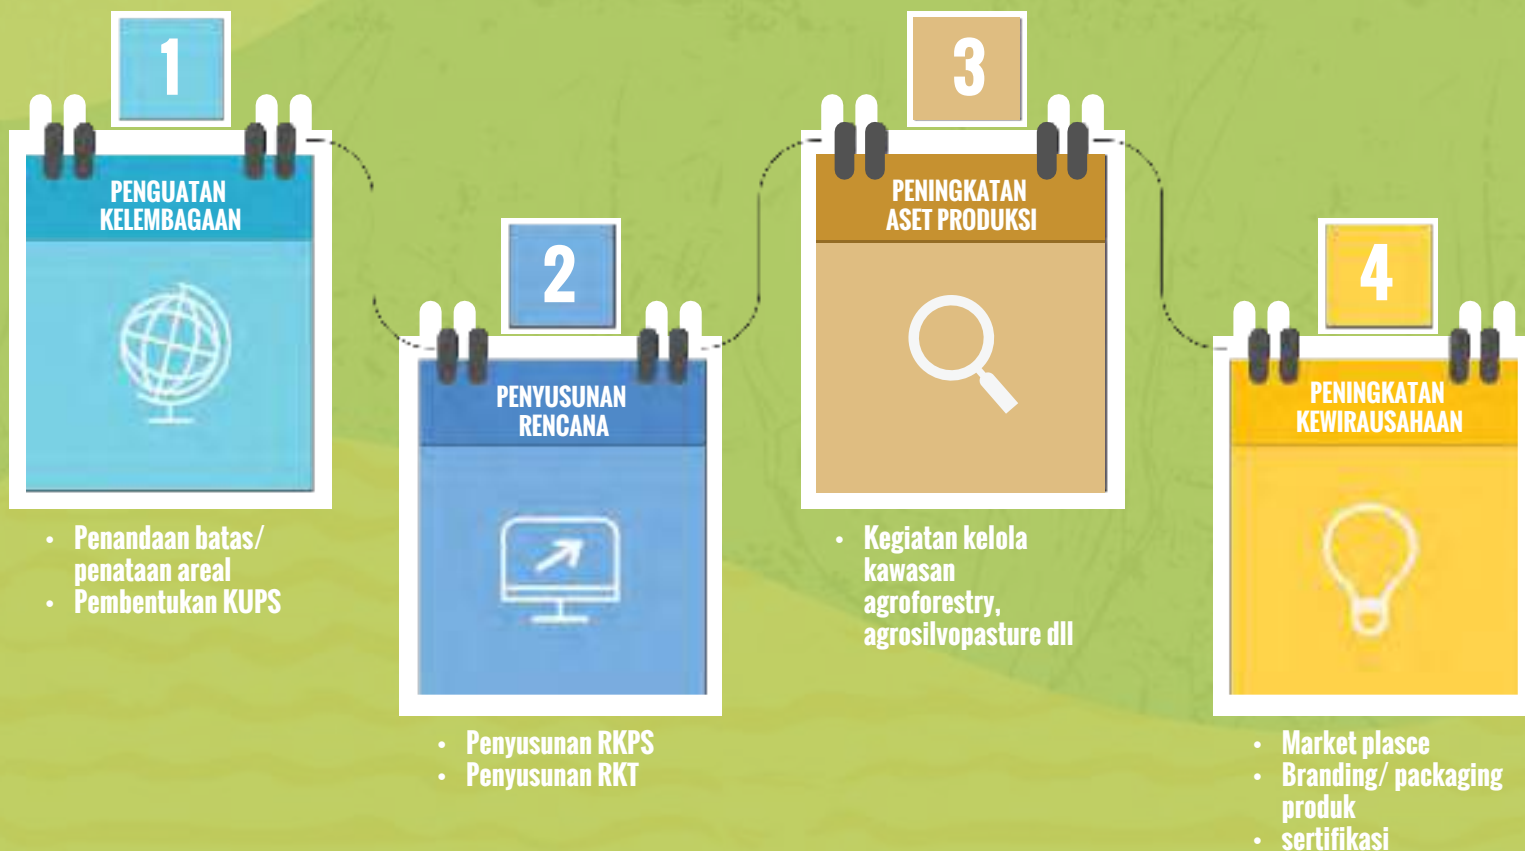 1
PENGUATAN
KELEMBAGAAN
• Penandaan batas/
penataan areal
• Pembentukan KUPS
2
PENYUSUNAN
RENCANA
• Penyusunan RKPS
• Penyusunan RKT
3
PENINGKATAN
ASET PRODUKSI
• Kegiatan kelola
kawasan
agroforestry,
agrosilvopasture dll
4
PENINGKATAN
KEWIRAUSAHAAN
• Market plasce
• Branding/ packaging
produk
• sertifikasi